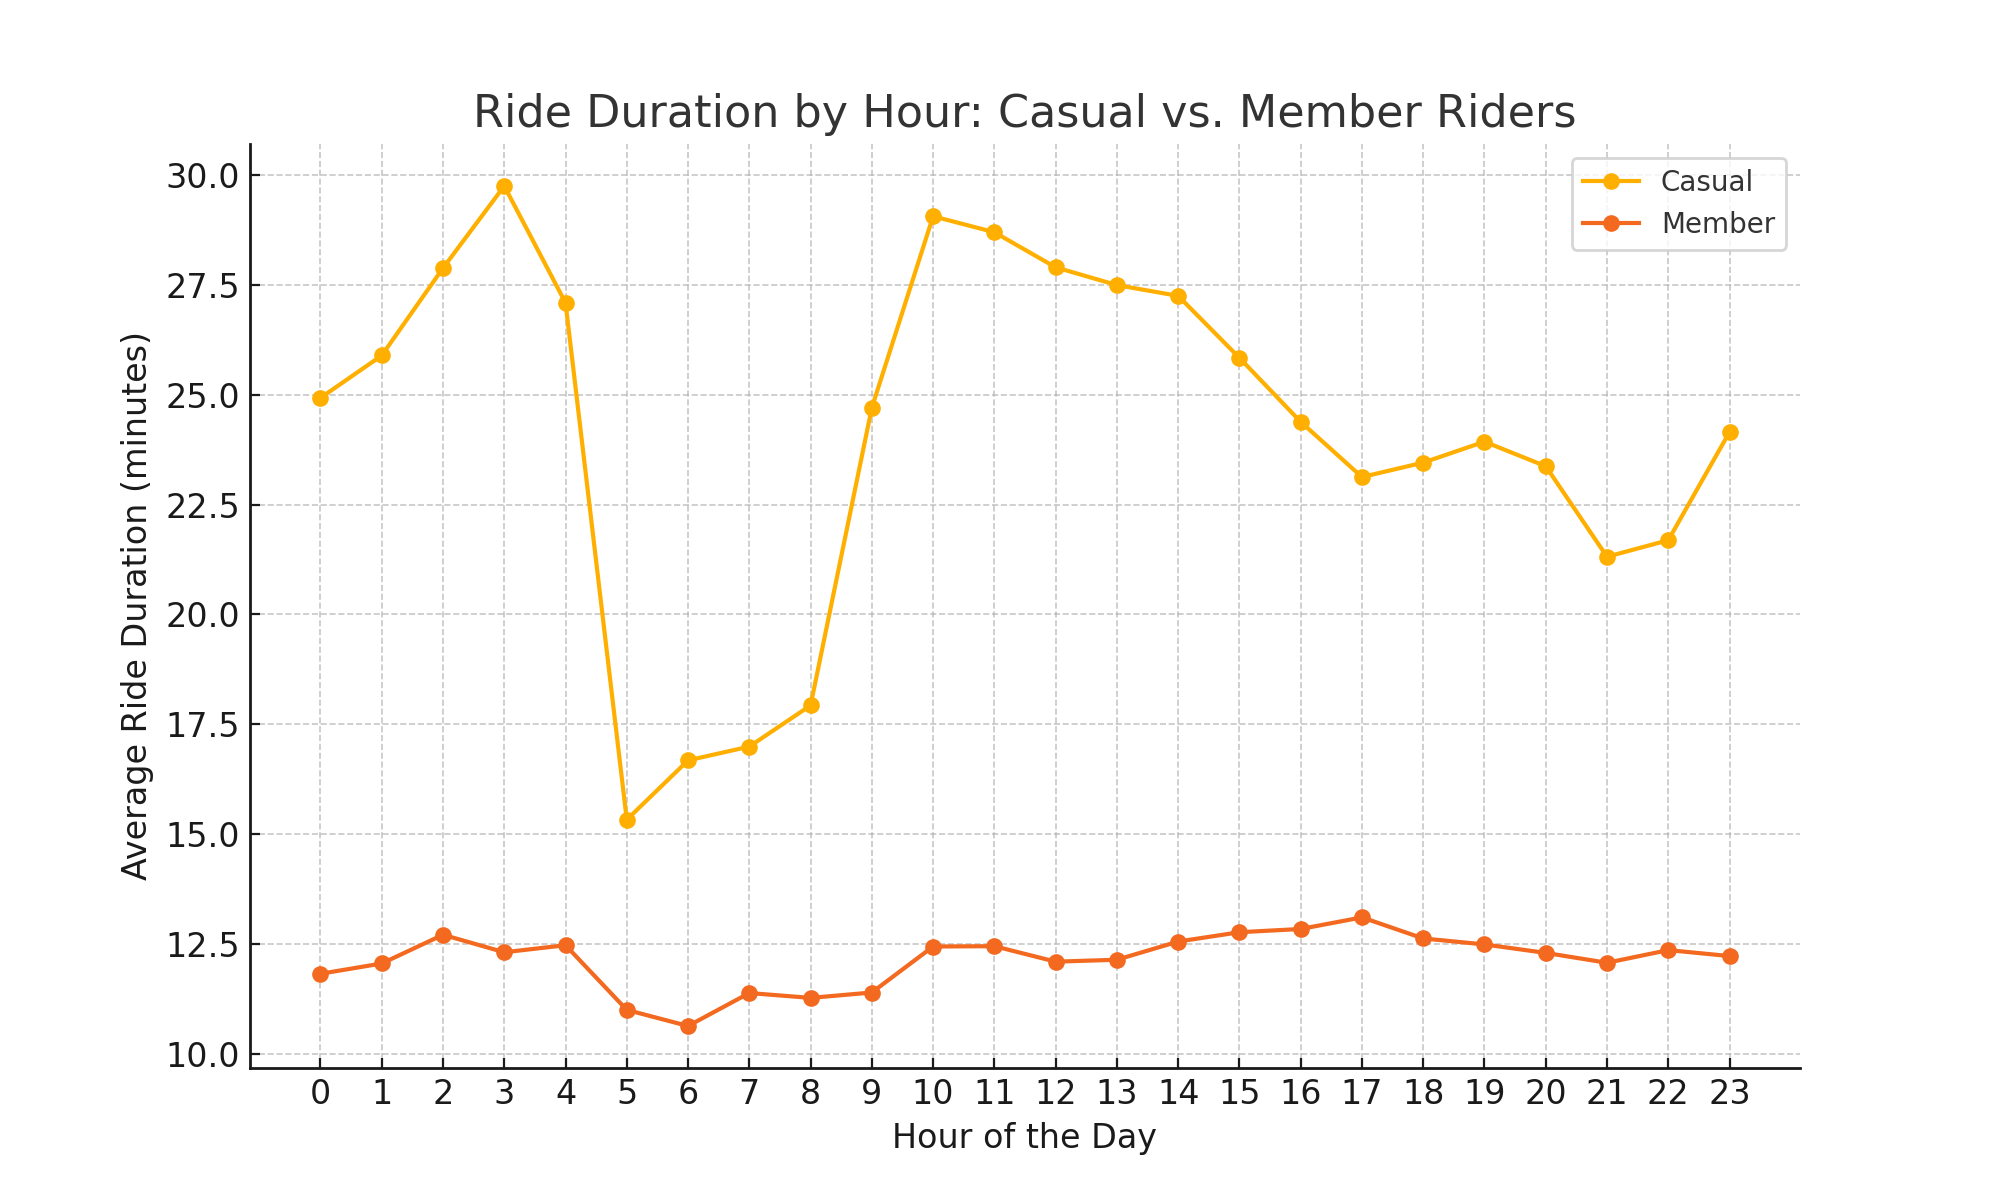 Ride Duration by Hour: Casual vs. Member Riders
Casual
Member
30.0
27.5
25.0
22.5
20.0
17.5
15.0
12.5
10.0
Average Ride Duration (minutes)
0 1 2 3 4 5 6 7 8 9 10 11 12 13 14 15 16 17 18 19 20 21 22 23
Hour of the Day